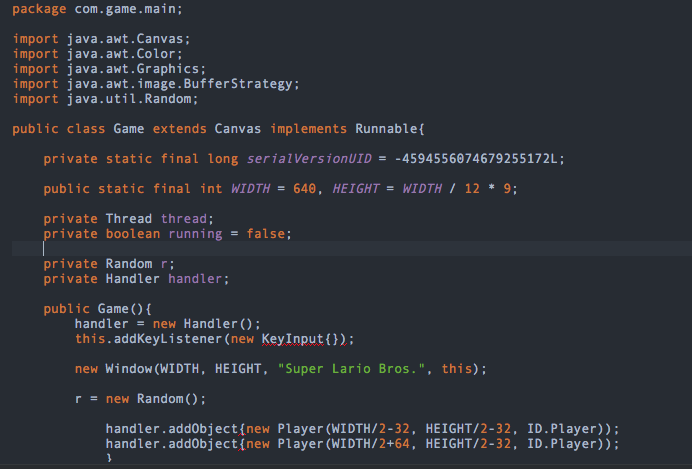 package com.game.main;
import java.awt.Canvas;
import java.awt.Color;
import java.awt.Graphics;
import java.awt.image.BufferStrategy;
import java.util.Random;
public class Game extends Canvas implements Runnable{
private static final long serialVersionUID = -4594556074679255172L;
public static final int WIDTH = 640, HEIGHT = WIDTH / 12 * 9;
private Thread thread;
private boolean running = false;
private Random r;
private Handler handler;
public Game(){
handler = new Handler();
this.addKeyListener(new KeyInput{});
new Window(WIDTH, HEIGHT, "Super Lario Bros.", this);
r = new Random();
handler.addObject{new Player(WIDTH/2-32, HEIGHT/2-32, ID.Player));
handler.addObject{new Player(WIDTH/2+64, HEIGHT/2-32, ID.Player));
}